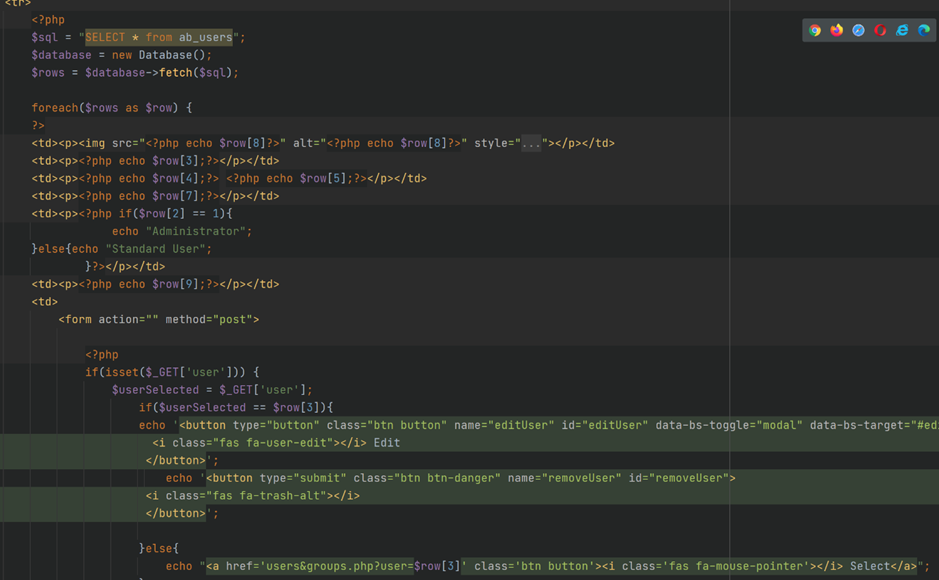 <tr>
<?php
$sql = "SELECT * from ab_users";
$database = new Database();
$rows = $database->fetch($sql);
foreach($rows as $row) {
?>
<td><p><img src="<?php echo $row[8]?>" alt="<?php echo $row[8]?>" style="..."></p></td>
<td><p><?php echo $row[3];?></p></td>
<td><p><?php echo $row[4];?> <?php echo $row[5];?></p></td>
<td><p><?php echo $row[7];?></p></td>
<td><p><?php if($row[2] == 1){
echo "Administrator";
}else{echo "Standard User";
}?></p></td>
<td><p><?php echo $row[9];?></p></td>
<td>
<form action="" method="post">
<?php
if(isset($_GET['user'])) {
$userSelected = $_GET['user'];
if($userSelected == $row[3]){
echo '<button type="button" class="btn button" name="editUser" id="editUser" data-bs-toggle="modal" data-bs-target="#edi
<i class="fas fa-user-edit"></i> Edit
</button>';
echo '<button type="submit" class="btn btn-danger" name="removeUser" id="removeUser">
<i class="fas fa-trash-alt"></i>
</button>';
}else{
echo "<a href='users&groups.php?user=$row[3]' class='btn button'><i class='fas fa-mouse-pointer'></i> Select</a>";